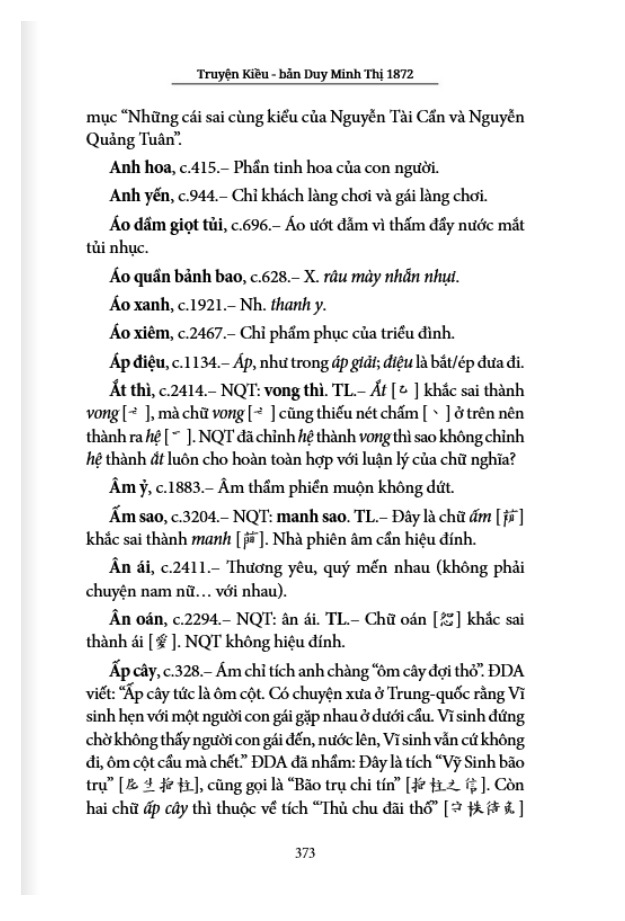 Truyện Kiều - bản Duy Minh Thị 1872
mục “Những cái sai cùng kiểu của Nguyễn Tài Cẩn và Nguyễn
Quảng Tuân”.
Anh hoa, c.415.– Phần tinh hoa của con người.
Anh yến, c.944.– Chỉ khách làng chơi và gái làng chơi.
Áo dầm giọt tủi, c.696.– Áo ướt đẫm vì thấm đầy nước mắt
tủi nhục.
Áo quần bảnh bao, c.628.– X. râu mày nhẵn nhụi.
Áo xanh, c.1921.– Nh. thanh y.
Áo xiêm, c.2467.– Chỉ phẩm phục của triều đình.
Áp điệu, c.1134.– Áp, như trong áp giải; điệu là bắt/ép đưa đi.
Ắt thì, c.2414.– NQT: vong thì. TL.– Ắt [] khắc sai thành
vong [], mà chữ vong [] cũng thiếu nét chấm [丶] ở trên nên
thành ra hệ []. NQT đã chỉnh hệ thành vong thì sao không chỉnh
hệ thành ắt luôn cho hoàn toàn hợp với luận lý của chữ nghĩa?
Âm ỷ, c.1883.– Âm thầm phiền muộn không dứt.
Ấm sao, c.3204.– NQT: manh sao. TL.– Đây là chữ ấm []
khắc sai thành manh []. Nhà phiên âm cần hiệu đính.
Ân ái, c.2411.– Thương yêu, quý mến nhau (không phải
chuyện nam nữ… với nhau).
Ân oán, c.2294.– NQT: ân ái. TL.– Chữ oán [怨] khắc sai
thành ái [愛]. NQT không hiệu đính.
Ấp cây, c.328.– Ám chỉ tích anh chàng “ôm cây đợi thỏ”. ĐDA
viết: “Ấp cây tức là ôm cột. Có chuyện xưa ở Trung-quốc rằng Vĩ
sinh hẹn với một người con gái gặp nhau ở dưới cầu. Vĩ sinh đứng
chờ không thấy người con gái đến, nước lên, Vĩ sinh vẫn cứ không
đi, ôm cột cầu mà chết.” ĐDA đã nhầm: Đây là tích “Vỹ Sinh bão
trụ” [尾生抱柱], cũng gọi là “Bão trụ chi tín” [抱柱之信]. Còn
hai chữ ấp cây thì thuộc về tích “Thủ chu đãi thố” [守株待兔]
373